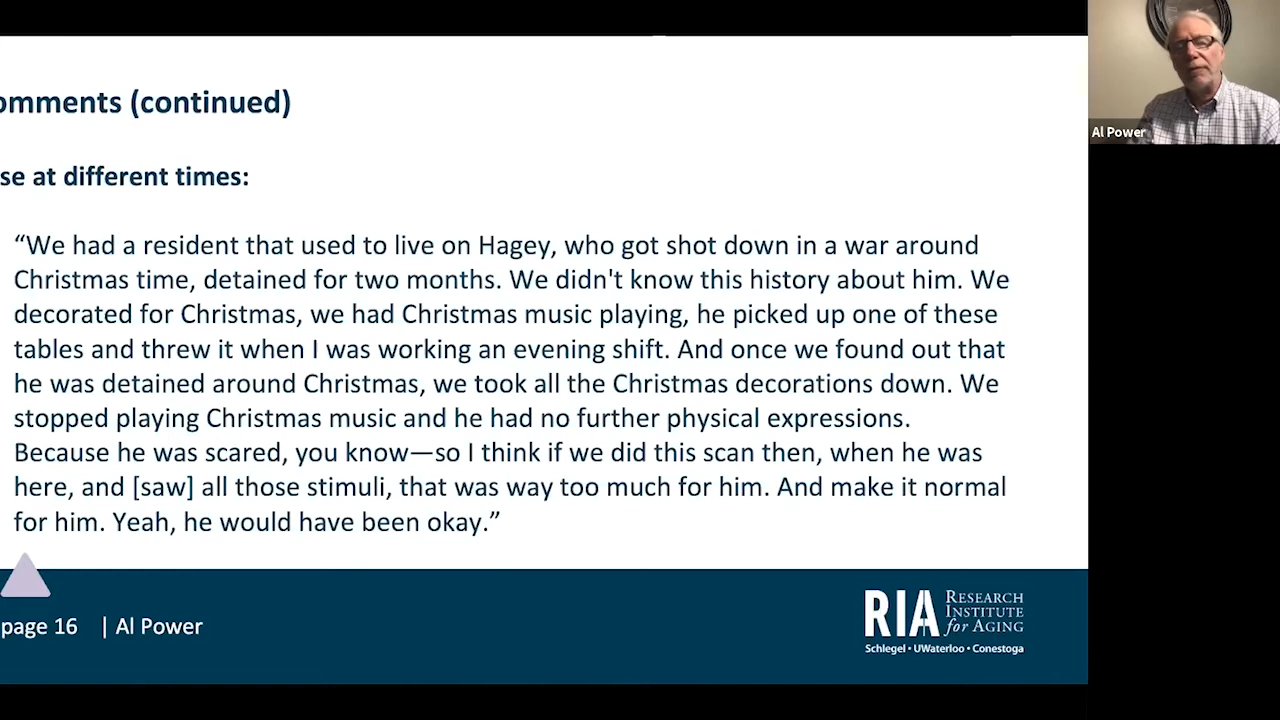 omments (continued)
se at different times:
“We had a resident that used to live on Hagey, who got shot down in a war around
Christmas time, detained for two months. We didn't know this history about him. We
decorated for Christmas, we had Christmas music playing, he picked up one of these
tables and threw it when I was working an evening shift. And once we found out that
he was detained around Christmas, we took all the Christmas decorations down. We
stopped playing Christmas music and he had no further physical expressions.
Because he was scared, you know—so I think if we did this scan then, when he was
here, and [saw] all those stimuli, that was way too much for him. And make it normal
for him. Yeah, he would have been okay.”
page 16 | Al Power
RIA RESEARCH
INSTITUTE
for AGING
Schlegel • UWaterloo • Conestoga
Al Power